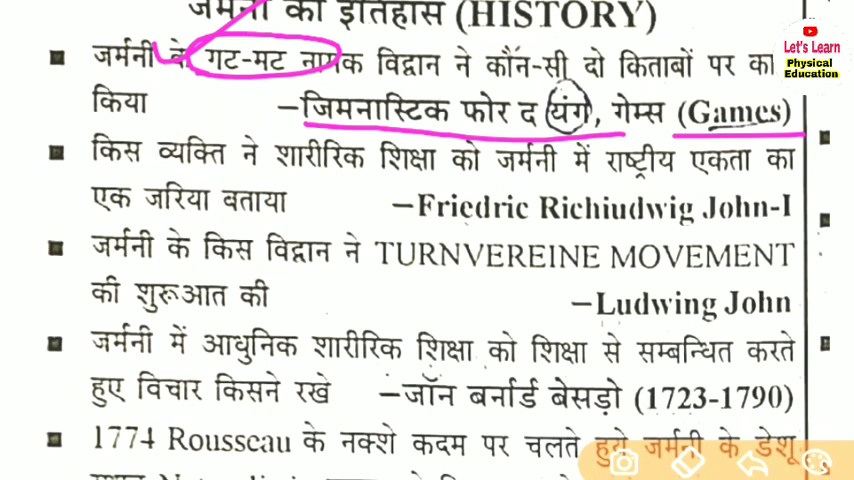 जर्मनी का इतिहास (HISTORY)
Let's Learn
Physical
Education
■ जर्मनी के गट-मट नामक विद्वान ने कौन-सी दो किताबों पर का
किया –जिमनास्टिक फोर द यंग, गेम्स (Games)
■ किस व्यक्ति ने शारीरिक शिक्षा को जर्मनी में राष्ट्रीय एकता का
एक जरिया बताया –Friedric Richiudwig John-I
■ जर्मनी के किस विद्वान ने TURNVEREINE MOVEMENT
की शुरूआत की –Ludwing John
■ जर्मनी में आधुनिक शारीरिक शिक्षा को शिक्षा से सम्बन्धित करते
हुए विचार किसने रखे –जॉन बर्नार्ड बेसड़ो (1723-1790)
■ 1774 Rousseau के नक्शे कदम पर चलते हुये जर्मनी के डेशू